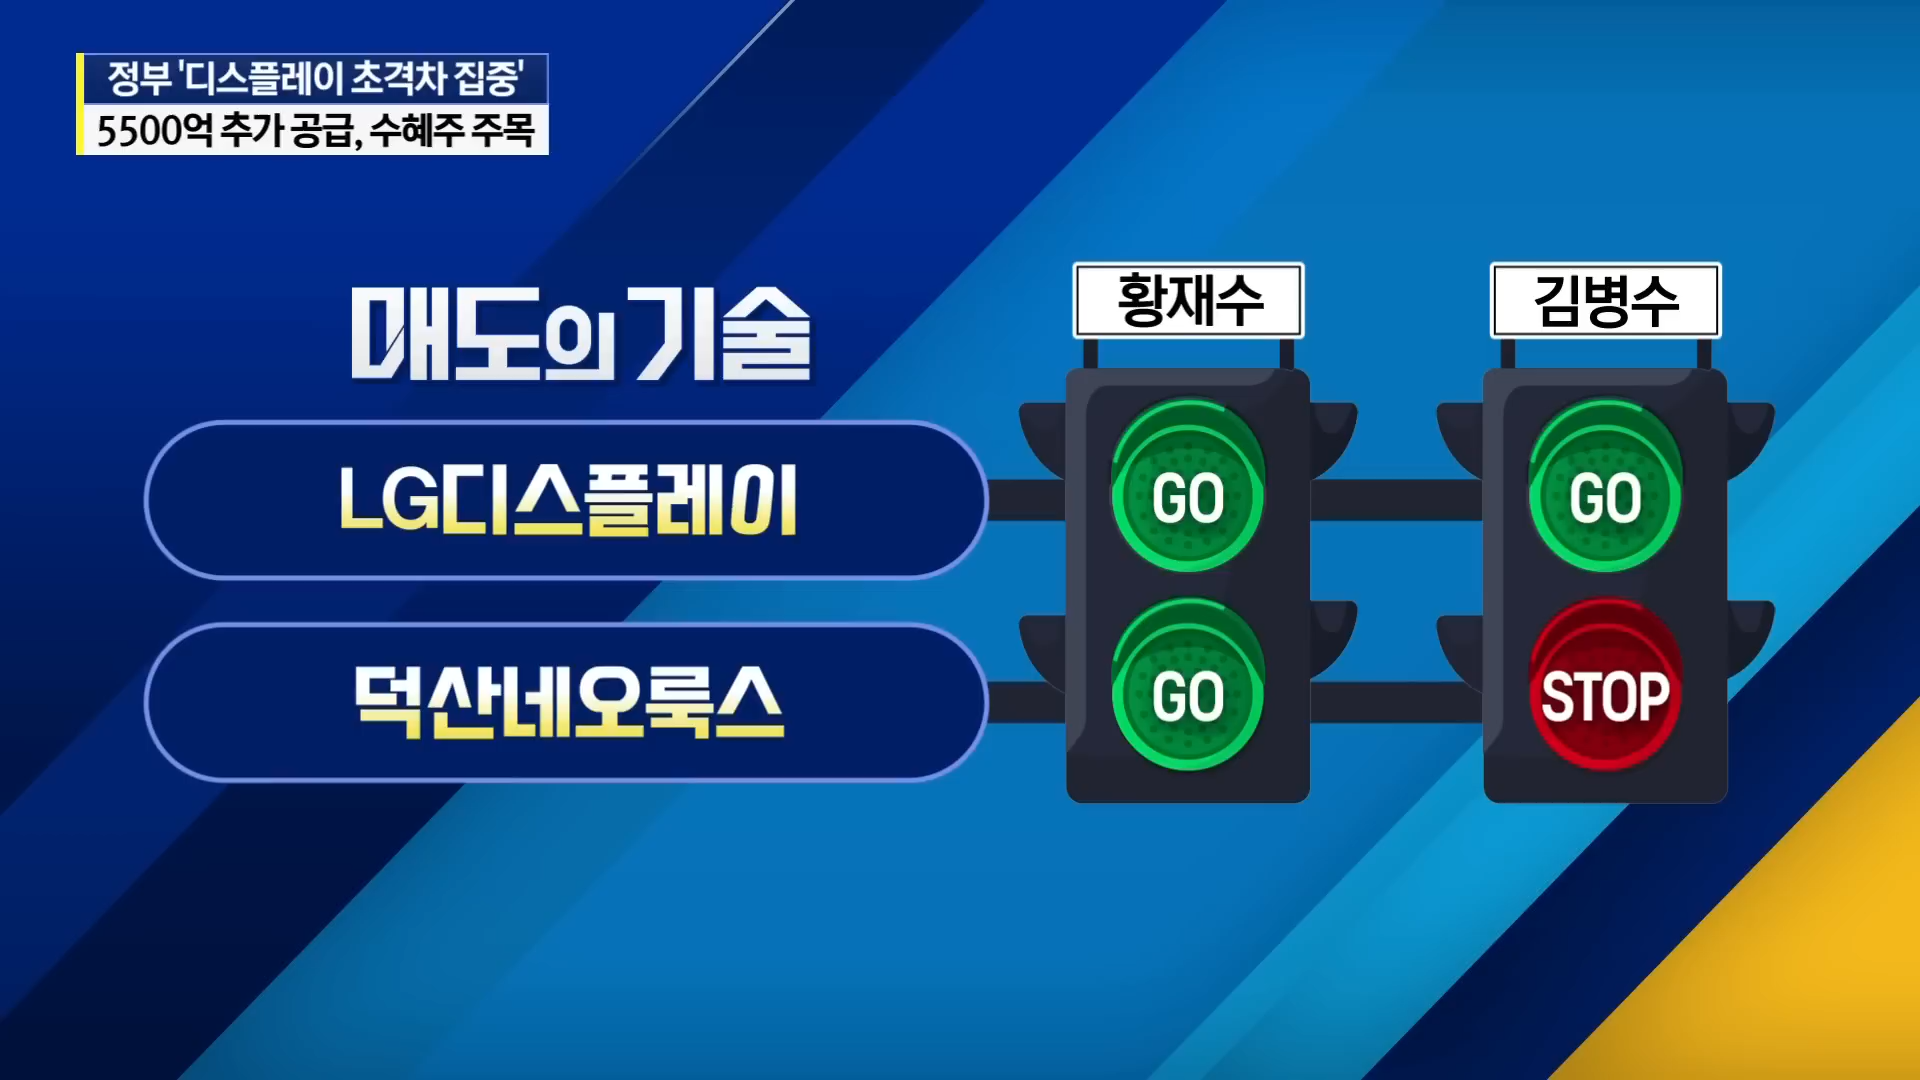 정부 '디스플레이 초격차 집중'
5500억 추가 공급, 수혜주 주목
매도의 기술
황재수
김병수
LG디스플레이
GO
GO
덕산네오룩스
GO
STOP